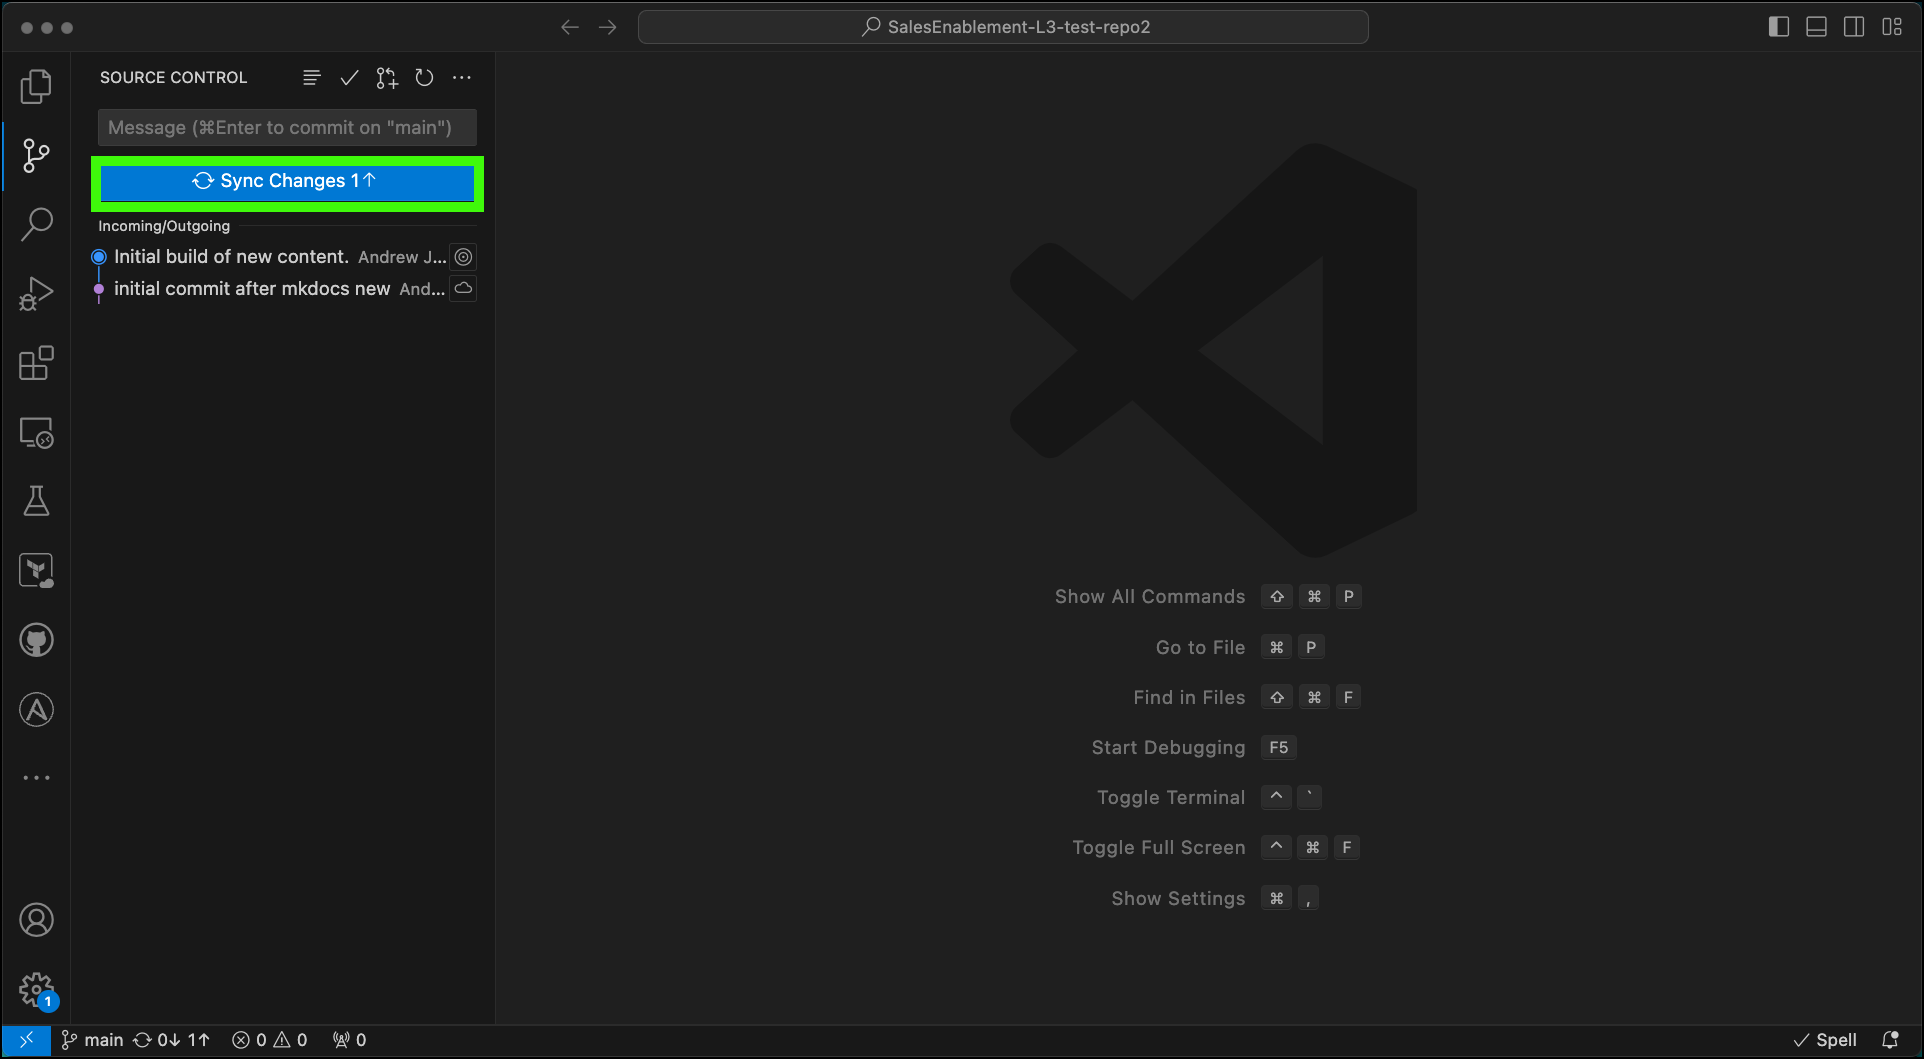 SalesEnablement-L3-test-repo2
SOURCE CONTROL
Message (⌘Enter to commit on "main")
Sync Changes 1↑
Incoming/Outgoing
Initial build of new content. Andrew J...
initial commit after mkdocs new And...
Show All Commands ⇧ ⌘ P
Go to File ⌘ P
Find in Files ⇧ ⌘ F
Start Debugging F5
Toggle Terminal ^ `
Toggle Full Screen ^ ⌘ F
Show Settings ⌘ ,
1
main 0↓ 1↑ 0 0 0 Spell